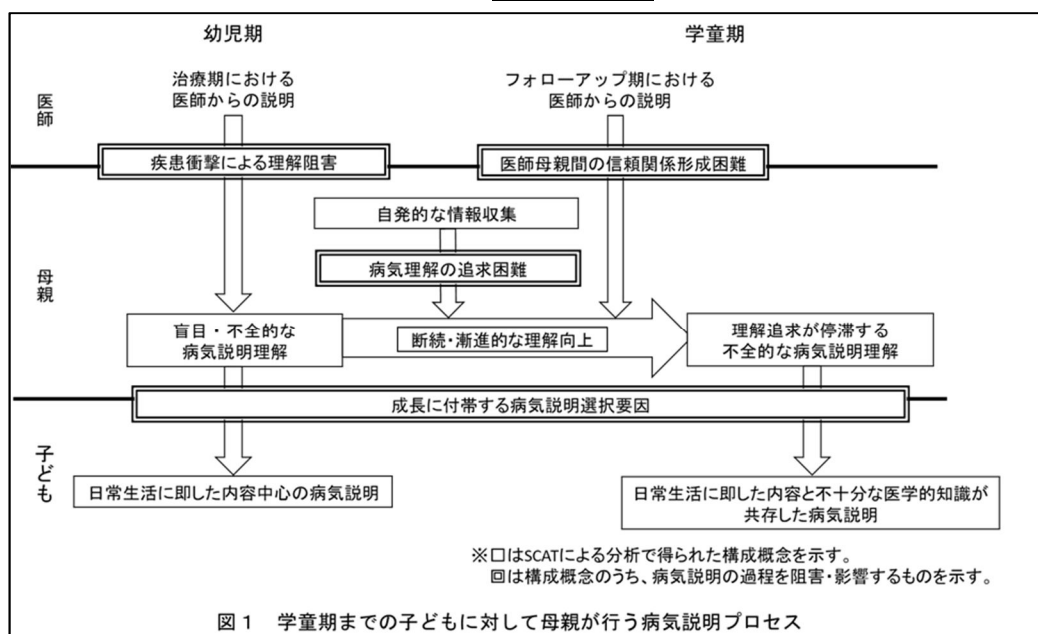 幼児期
学童期
医師
治療期における
医師からの説明
フォローアップ期における
医師からの説明
疾患衝撃による理解阻害
医師母親間の信頼関係形成困難
母親
自発的な情報収集
病気理解の追求困難
盲目・不全的な
病気説明理解
断続・漸進的な理解向上
理解追求が停滞する
不全的な病気説明理解
成長に付帯する病気説明選択要因
子ども
日常生活に即した内容中心の病気説明
日常生活に即した内容と不十分な医学的知識が
共存した病気説明
※□はSCATによる分析で得られた構成概念を示す。
回は構成概念のうち、病気説明の過程を阻害・影響するものを示す。
図1 学童期までの子どもに対して母親が行う病気説明プロセス